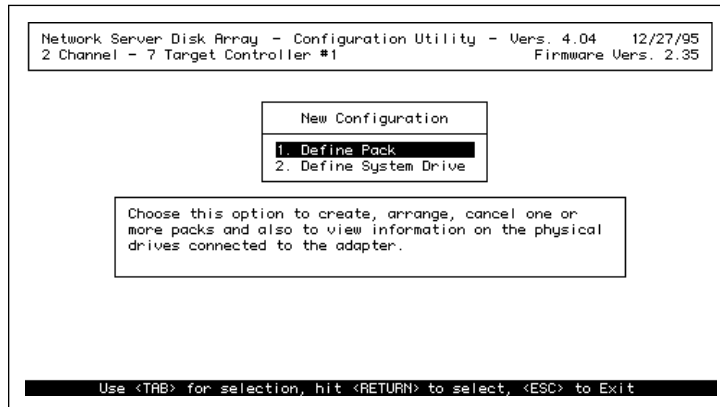 Network Server Disk Array - Configuration Utility - Vers. 4.04 12/27/95
2 Channel - 7 Target Controller #1 Firmware Vers. 2.35
New Configuration
1. Define Pack
2. Define System Drive
Choose this option to create, arrange, cancel one or
more packs and also to view information on the physical
drives connected to the adapter.
Use <TAB> for selection, hit <RETURN> to select, <ESC> to Exit